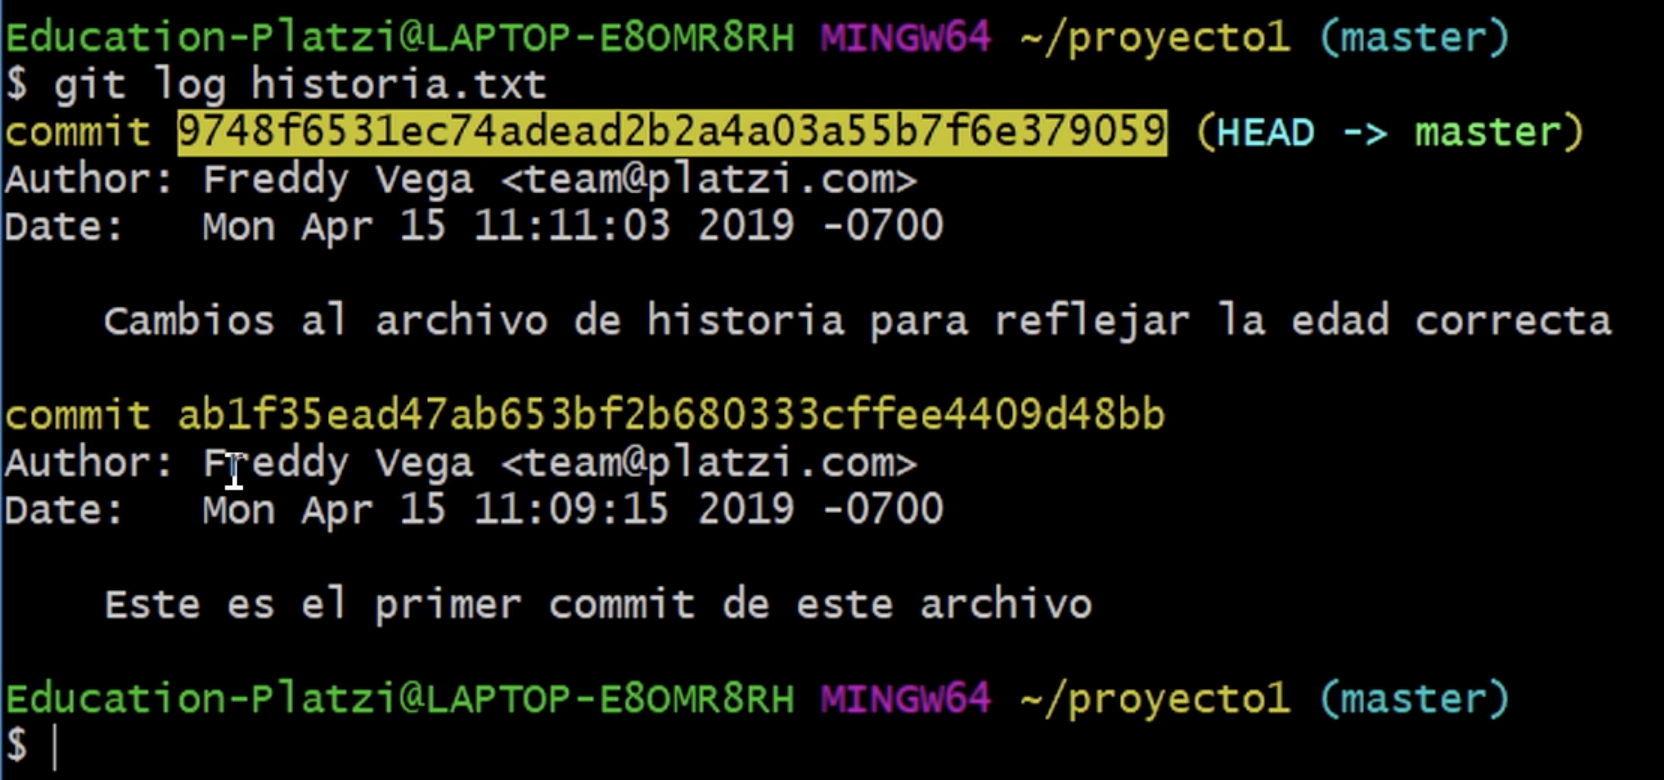 Education-Platzi@LAPTOP-E8OMR8RH MINGW64 ~/proyecto1 (master)
$ git log historia.txt
commit 9748f6531ec74adead2b2a4a03a55b7f6e379059 (HEAD -> master)
Author: Freddy Vega <team@platzi.com>
Date:   Mon Apr 15 11:11:03 2019 -0700
    Cambios al archivo de historia para reflejar la edad correcta
commit ab1f35ead47ab653bf2b680333cffee4409d48bb
Author: Freddy Vega <team@platzi.com>
Date:   Mon Apr 15 11:09:15 2019 -0700
    Este es el primer commit de este archivo
Education-Platzi@LAPTOP-E8OMR8RH MINGW64 ~/proyecto1 (master)
$